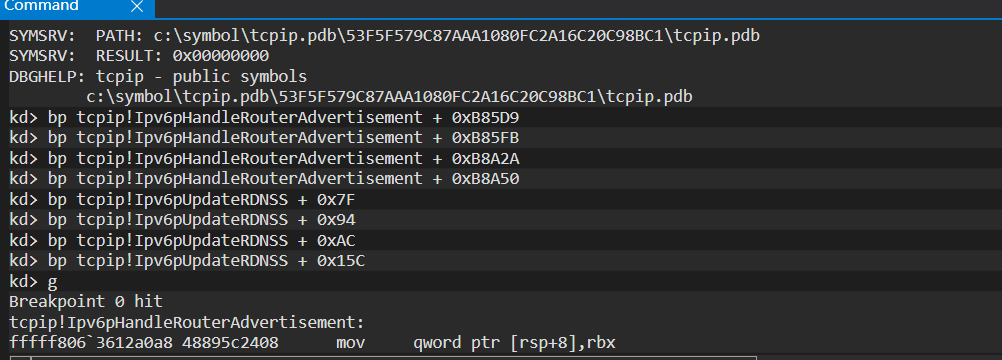 Command
SYMSRV:  PATH: c:\symbol\tcpip.pdb\53F5F579C87AAA1080FC2A16C20C98BC1\tcpip.pdb
SYMSRV:  RESULT: 0x00000000
DBGHELP: tcpip - public symbols
        c:\symbol\tcpip.pdb\53F5F579C87AAA1080FC2A16C20C98BC1\tcpip.pdb
kd> bp tcpip!Ipv6pHandleRouterAdvertisement + 0xB85D9
kd> bp tcpip!Ipv6pHandleRouterAdvertisement + 0xB85FB
kd> bp tcpip!Ipv6pHandleRouterAdvertisement + 0xB8A2A
kd> bp tcpip!Ipv6pHandleRouterAdvertisement + 0xB8A50
kd> bp tcpip!Ipv6pUpdateRDNSS + 0x7F
kd> bp tcpip!Ipv6pUpdateRDNSS + 0x94
kd> bp tcpip!Ipv6pUpdateRDNSS + 0xAC
kd> bp tcpip!Ipv6pUpdateRDNSS + 0x15C
kd> g
Breakpoint 0 hit
tcpip!Ipv6pHandleRouterAdvertisement:
fffff806`3612a0a8 48895c2408      mov     qword ptr [rsp+8],rbx